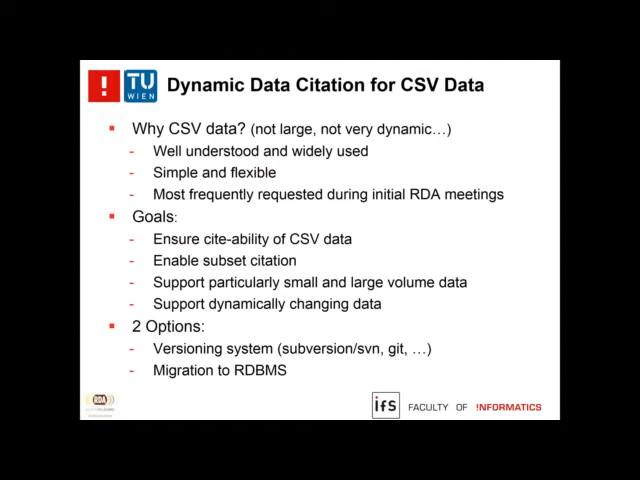 ! TU WIEN Dynamic Data Citation for CSV Data
Why CSV data? (not large, not very dynamic…)
- Well understood and widely used
- Simple and flexible
- Most frequently requested during initial RDA meetings
Goals:
- Ensure cite-ability of CSV data
- Enable subset citation
- Support particularly small and large volume data
- Support dynamically changing data
2 Options:
- Versioning system (subversion/svn, git, …)
- Migration to RDBMS
RDA
ifs FACULTY OF !NFORMATICS